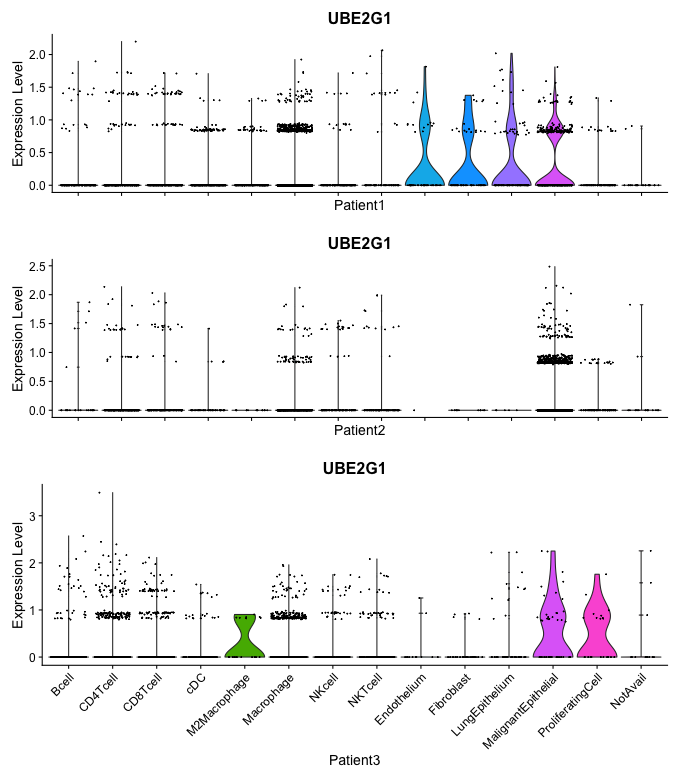 UBE2G1
Expression Level
2.0
1.5
1.0
0.5
0.0
Patient1
UBE2G1
Expression Level
2.5
2.0
1.5
1.0
0.5
0.0
Patient2
UBE2G1
Expression Level
3
2
1
0
Bcell
CD4Tcell
CD8Tcell
cDC
M2Macrophage
Macrophage
NKcell
NKTcell
Endothelium
Fibroblast
LungEpithelium
MalignantEpithelial
ProliferatingCell
NotAvail
Patient3